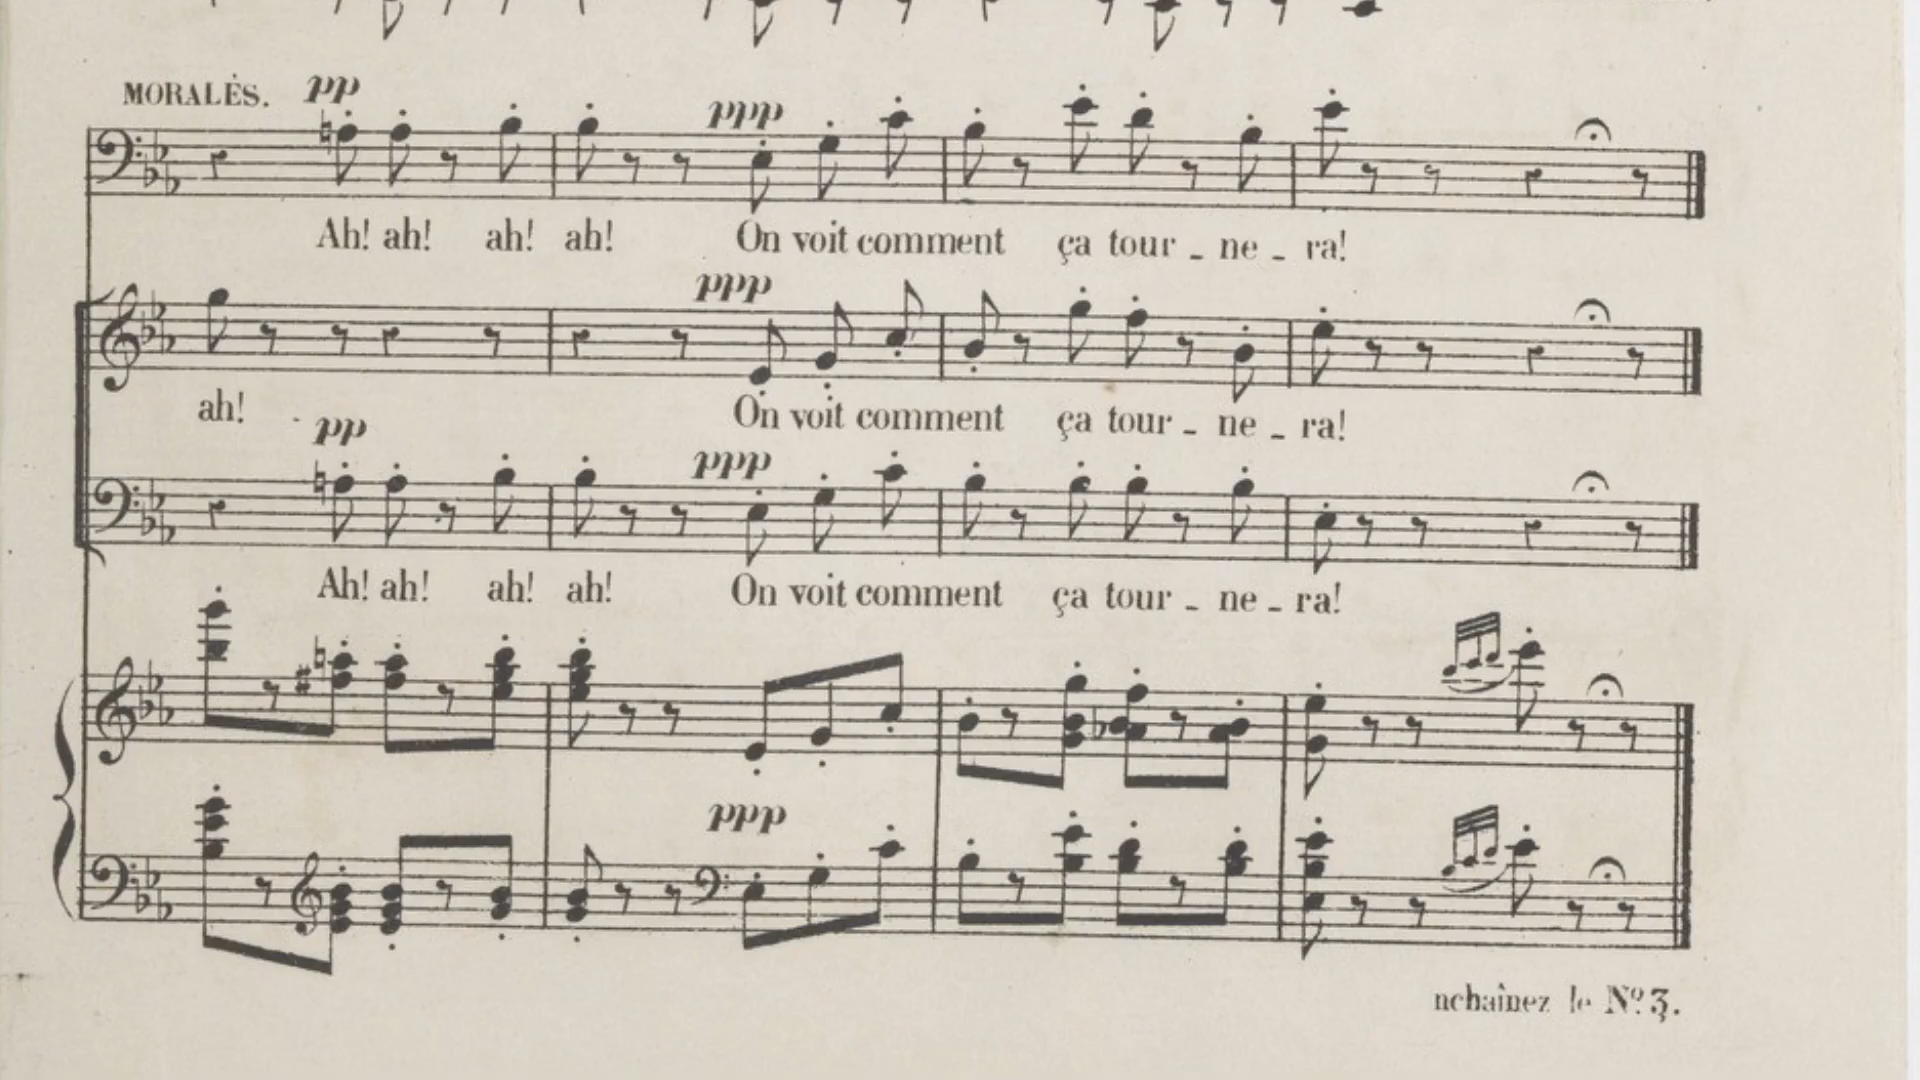 MORALÈS. pp
ppp
Ah! ah! ah! ah! On voit comment ça tour - ne - ra!
ppp
ah! On voit comment ça tour - ne - ra!
pp
ppp
Ah! ah! ah! ah! On voit comment ça tour - ne - ra!
ppp
nchaînez le Nº 3.